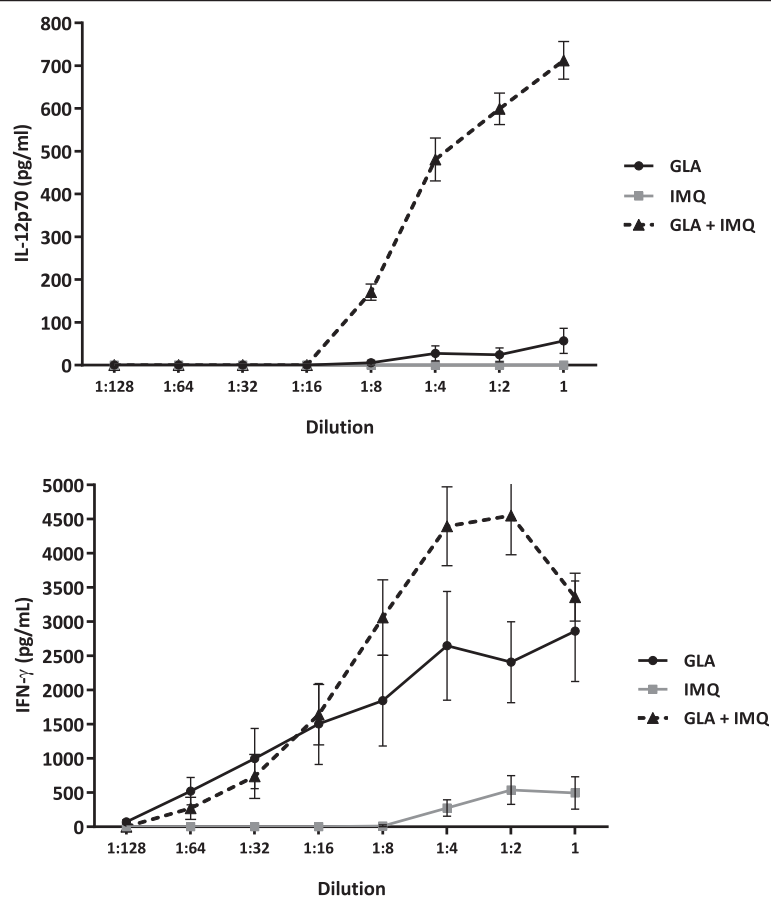 800
700
600
500
400
300
200
100
0
IL-12p70 (pg/ml)
1:128 1:64 1:32 1:16 1:8 1:4 1:2 1
Dilution
GLA
IMQ
GLA + IMQ
5000
4500
4000
3500
3000
2500
2000
1500
1000
500
0
IFN-γ (pg/mL)
1:128 1:64 1:32 1:16 1:8 1:4 1:2 1
Dilution
GLA
IMQ
GLA + IMQ